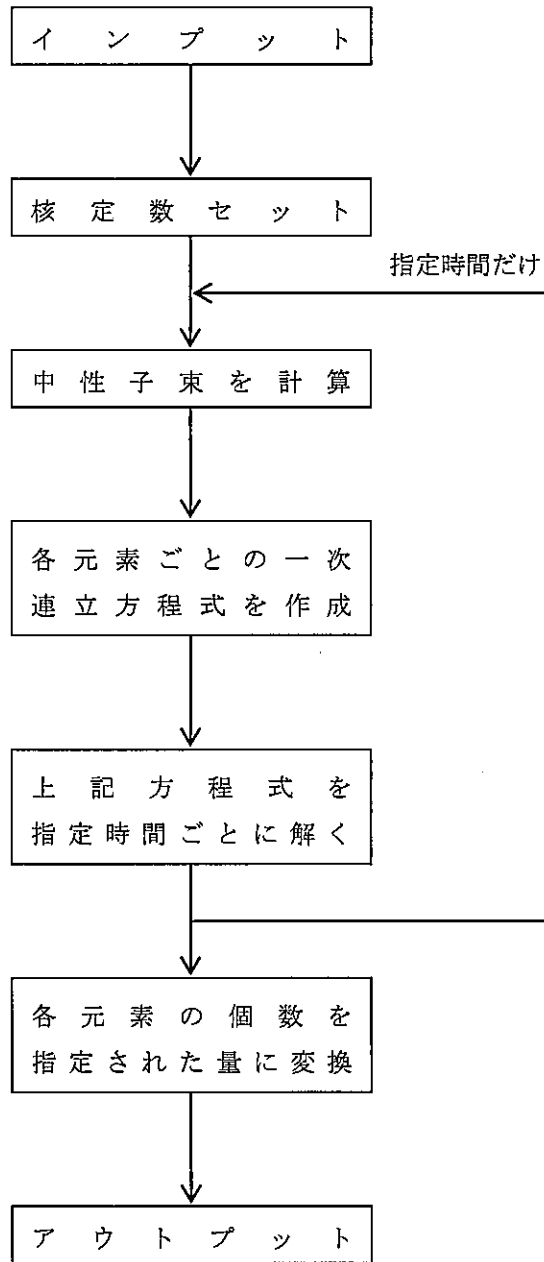 インプット
核定数セット
指定時間だけ
中性子束を計算
各元素ごとの一次
連立方程式を作成
上記方程式を
指定時間ごとに解く
各元素の個数を
指定された量に変換
アウトプット